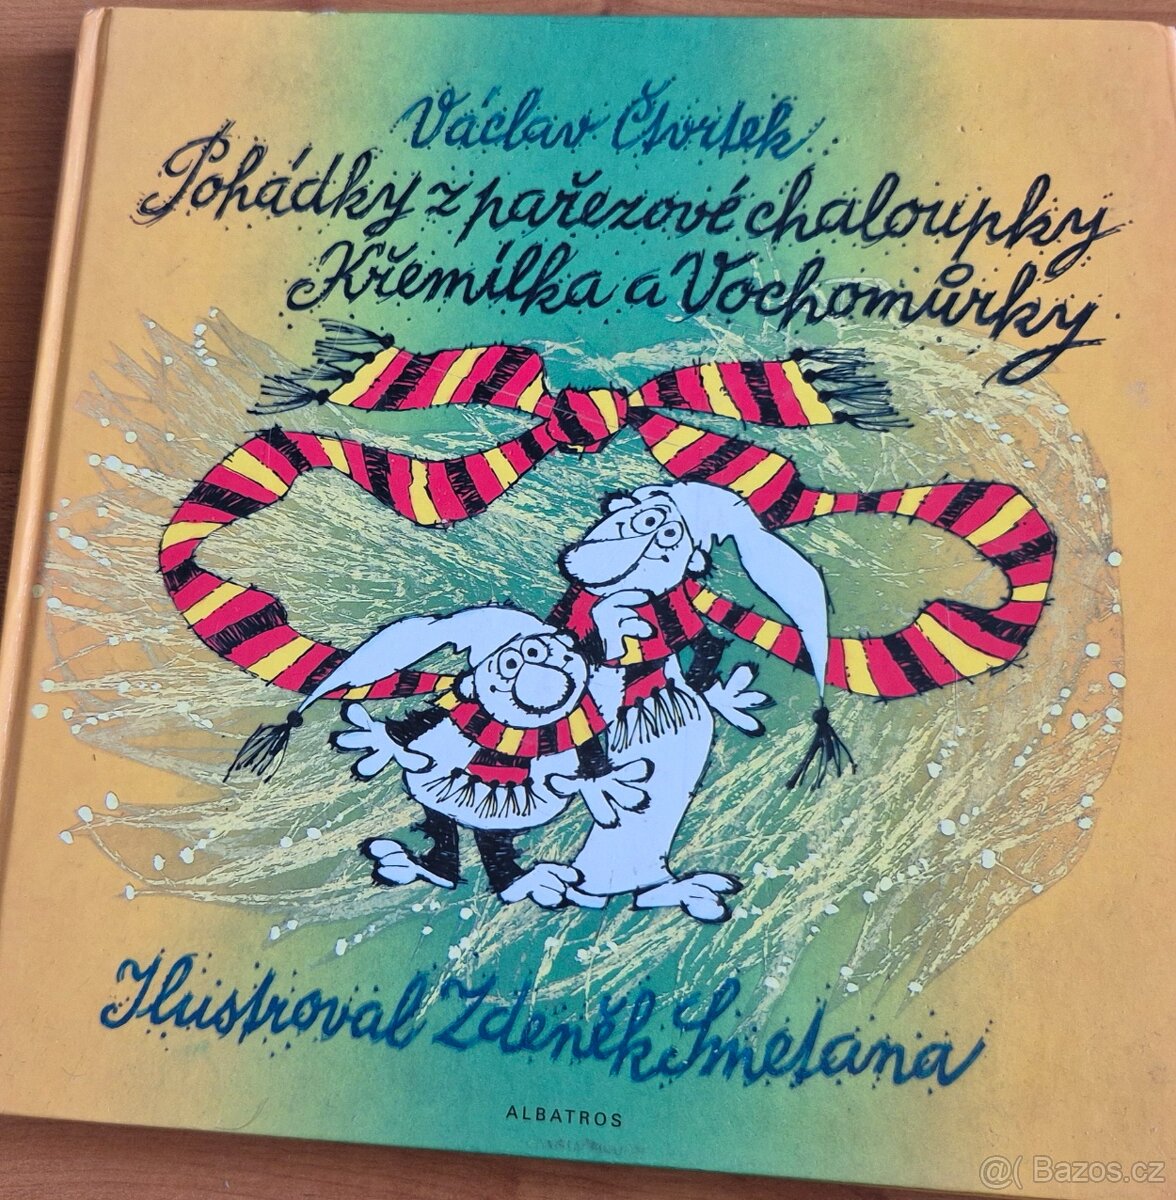 Václav Čtvrtek
Pohádky z pařezové chaloupky
Křemílka a Vochomůrky
Ilustroval Zdeněk Smetana
ALBATROS
@( Bazos.cz